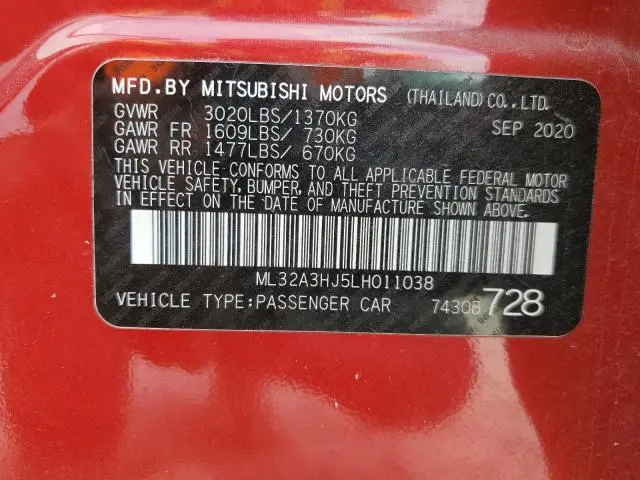 MFD.BY MITSUBISHI MOTORS (THAILAND)CO.,LTD.
GVWR 3020LBS/1370KG SEP 2020
GAWR FR 1609LBS/ 730KG
GAWR RR 1477LBS/ 670KG
THIS VEHICLE CONFORMS TO ALL APPLICABLE FEDERAL MOTOR
VEHICLE SAFETY, BUMPER, AND THEFT PREVENTION STANDARDS
IN EFFECT ON THE DATE OF MANUFACTURE SHOWN ABOVE.
ML32A3HJ5LH011038
VEHICLE TYPE:PASSENGER CAR 74308 728